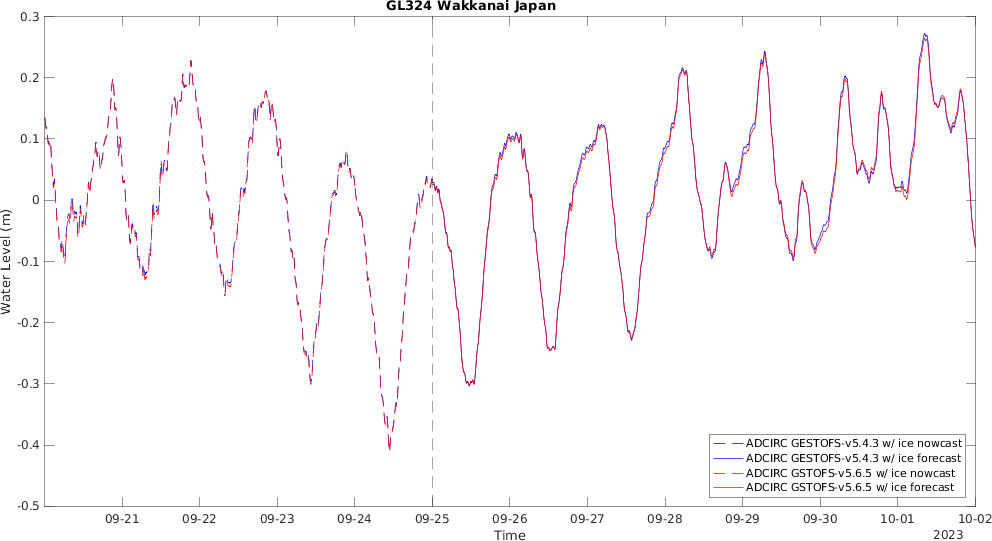 GL324 Wakkanai Japan
0.3
0.2
0.1
0
-0.1
-0.2
-0.3
-0.4
-0.5
Water Level (m)
ADCIRC GESTOFS-v5.4.3 w/ ice nowcast
ADCIRC GESTOFS-v5.4.3 w/ ice forecast
ADCIRC GSTOFS-v5.6.5 w/ ice nowcast
ADCIRC GSTOFS-v5.6.5 w/ ice forecast
09-21 09-22 09-23 09-24 09-25 09-26 09-27 09-28 09-29 09-30 10-01 10-02
Time
2023